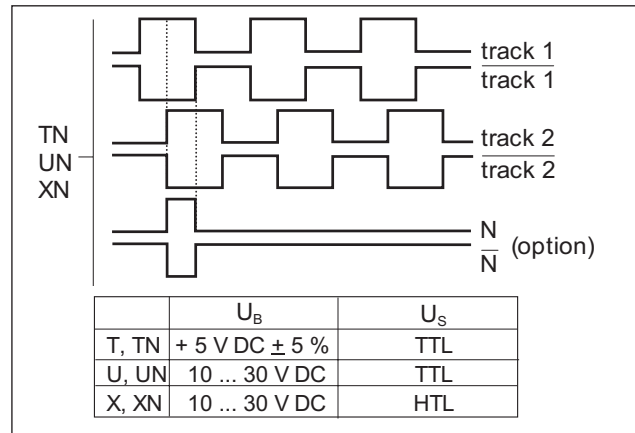 track 1
track 1
TN
UN
XN
track 2
track 2
N
N (option)
U_B U_S
T, TN + 5 V DC ± 5 % TTL
U, UN 10 ... 30 V DC TTL
X, XN 10 ... 30 V DC HTL